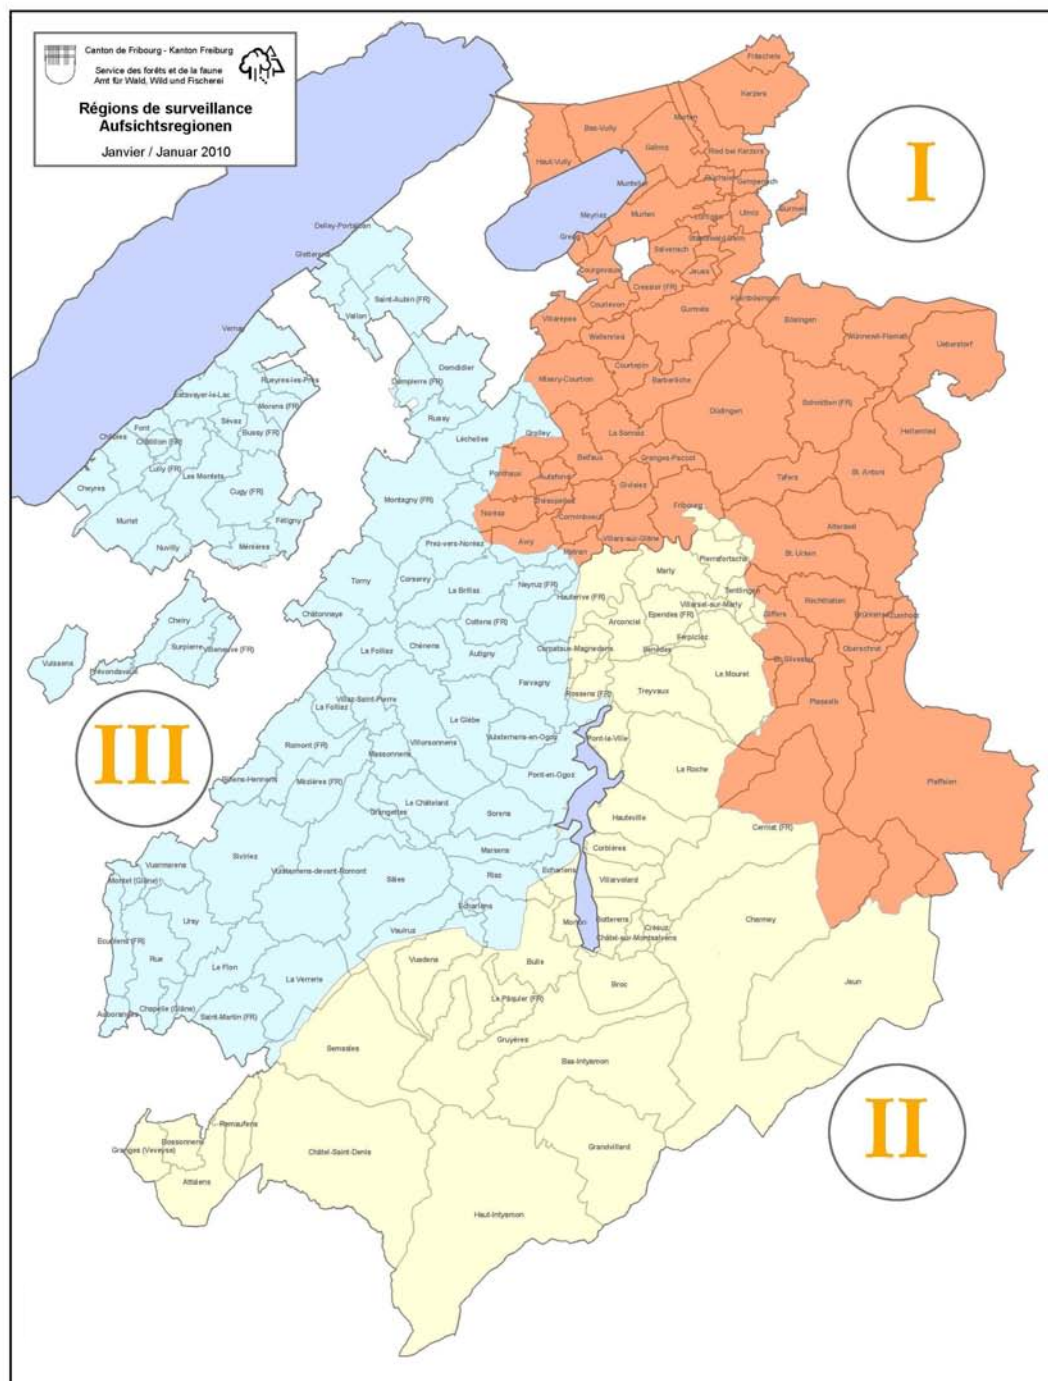 Canton de Fribourg - Kanton Freiburg
Service des forêts et de la faune
Amt für Wald, Wild und Fischerei
Régions de surveillance
Aufsichtsregionen
Janvier / Januar 2010
I
Fräschels
Kerzers
Murten
Bas-Vully
Galmiz
Haut-Vully
Ried bei Kerzers
Büchslen
Gempenach
Muntelier
Meyriez
Murten
Lurtigen
Ulmiz
Gurmels
Greng
Salvenach
Courgevaux
Jeuss
Cressier (FR)
Delley-Portalban
Gletterens
Saint-Aubin (FR)
Vallon
Courlevon
Gurmels
Kleinbösingen
Bösingen
Villarepos
Wallenried
Wünnewil-Flamatt
Ueberstorf
Vernay
Domdidier
Courtepin
Misery-Courtion
Barberêche
Dompierre (FR)
Rueyres-les-Prés
Estavayer-le-Lac
Morens (FR)
Russy
Düdingen
Schmitten (FR)
Sévaz
Bussy (FR)
Font
Châbles
Châtillon (FR)
Léchelles
Grolley
La Sonnaz
Heitenried
Lully (FR)
Les Montets
Belfaux
Granges-Paccot
St. Antoni
Cheyres
Cugy (FR)
Montagny (FR)
Ponthaux
Autafond
Givisiez
Tafers
Murist
Fétigny
Noréaz
Chésopelloz
Corminboeuf
Fribourg
Alterswil
Nuvilly
Ménières
Prez-vers-Noréaz
Avry
Matran
Villars-sur-Glâne
St. Ursen
Pierrafortscha
Torny
Corserey
La Brillaz
Neyruz (FR)
Hauterive (FR)
Marly
Tentlingen
Rechthalten
Villarsel-sur-Marly
Châtonnaye
Cottens (FR)
Arconciel
Ependes (FR)
Giffers
Brünisried
Zumholz
Cheiry
Surpierre
Villeneuve (FR)
Vuissens
Prévondavaux
La Folliaz
Chénens
Autigny
Corpataux-Magnedens
Senèdes
Ferpicloz
Oberschrot
St. Silvester
Le Mouret
Farvagny
Rossens (FR)
Treyvaux
Plasselb
III
Villaz-Saint-Pierre
La Folliaz
Le Glèbe
Vuisternens-en-Ogoz
Pont-la-Ville
Romont (FR)
Massonnens
Villorsonnens
La Roche
Plaffeien
Billens-Hennens
Mézières (FR)
Pont-en-Ogoz
Grangettes
Le Châtelard
Sorens
Hauteville
Cerniat (FR)
Marsens
Corbières
Vuarmarens
Siviriez
Vuisternens-devant-Romont
Sâles
Riaz
Echarlens
Villarvolard
Montet (Glâne)
Echarlens
Ursy
Morlon
Botterens
Crésuz
Charmey
Châtel-sur-Montsalvens
Vaulruz
Ecublens (FR)
Rue
Le Flon
La Verrerie
Vuadens
Bulle
Broc
Jaun
Auboranges
Chapelle (Glâne)
Saint-Martin (FR)
Le Pâquier (FR)
Semsales
Gruyères
Bas-Intyamon
II
Remaufens
Bossonnens
Granges (Veveyse)
Attalens
Châtel-Saint-Denis
Grandvillard
Haut-Intyamon